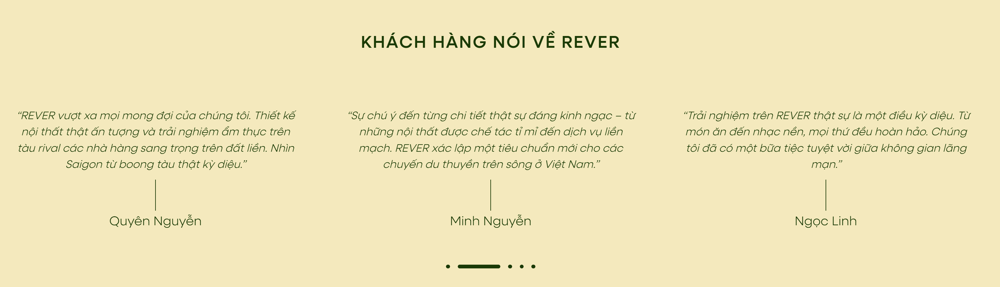 KHÁCH HÀNG NÓI VỀ REVER
“REVER vượt xa mọi mong đợi của chúng tôi. Thiết kế
nội thất thật ấn tượng và trải nghiệm ẩm thực trên
tàu rival các nhà hàng sang trọng trên đất liền. Nhìn
Saigon từ boong tàu thật kỳ diệu.”
Quyên Nguyễn
“Sự chú ý đến từng chi tiết thật sự đáng kinh ngạc – từ
những nội thất được chế tác tỉ mỉ đến dịch vụ liền
mạch. REVER xác lập một tiêu chuẩn mới cho các
chuyến du thuyền trên sông ở Việt Nam.”
Minh Nguyễn
“Trải nghiệm trên REVER thật sự là một điều kỳ diệu. Từ
món ăn đến nhạc nền, mọi thứ đều hoàn hảo. Chúng
tôi đã có một bữa tiệc tuyệt vời giữa không gian lãng
mạn.”
Ngọc Linh